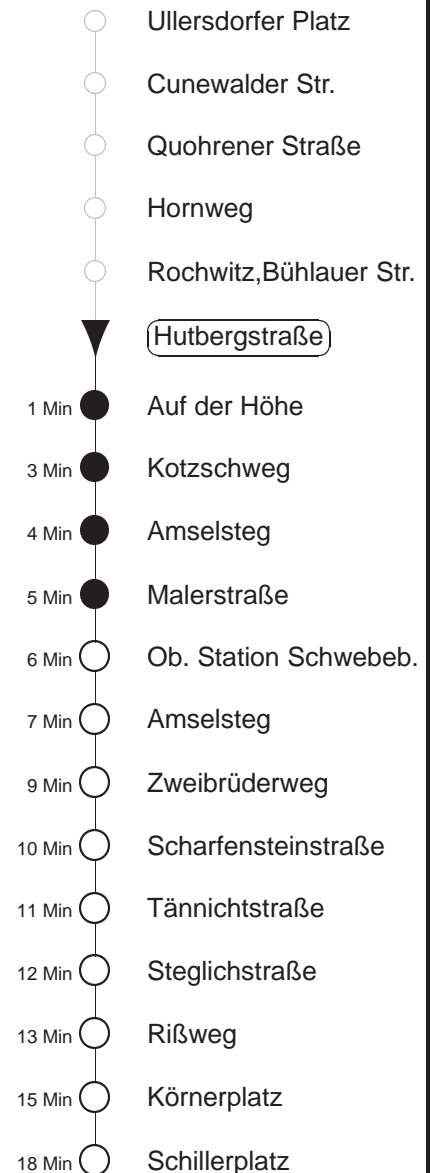 Ullersdorfer Platz
Cunewalder Str.
Quohrener Straße
Hornweg
Rochwitz,Bühlauer Str.
Hutbergstraße
1 Min Auf der Höhe
3 Min Kotzschweg
4 Min Amselsteg
5 Min Malerstraße
6 Min Ob. Station Schwebeb.
7 Min Amselsteg
9 Min Zweibrüderweg
10 Min Scharfensteinstraße
11 Min Tännichtstraße
12 Min Steglichstraße
13 Min Rißweg
15 Min Körnerplatz
18 Min Schillerplatz